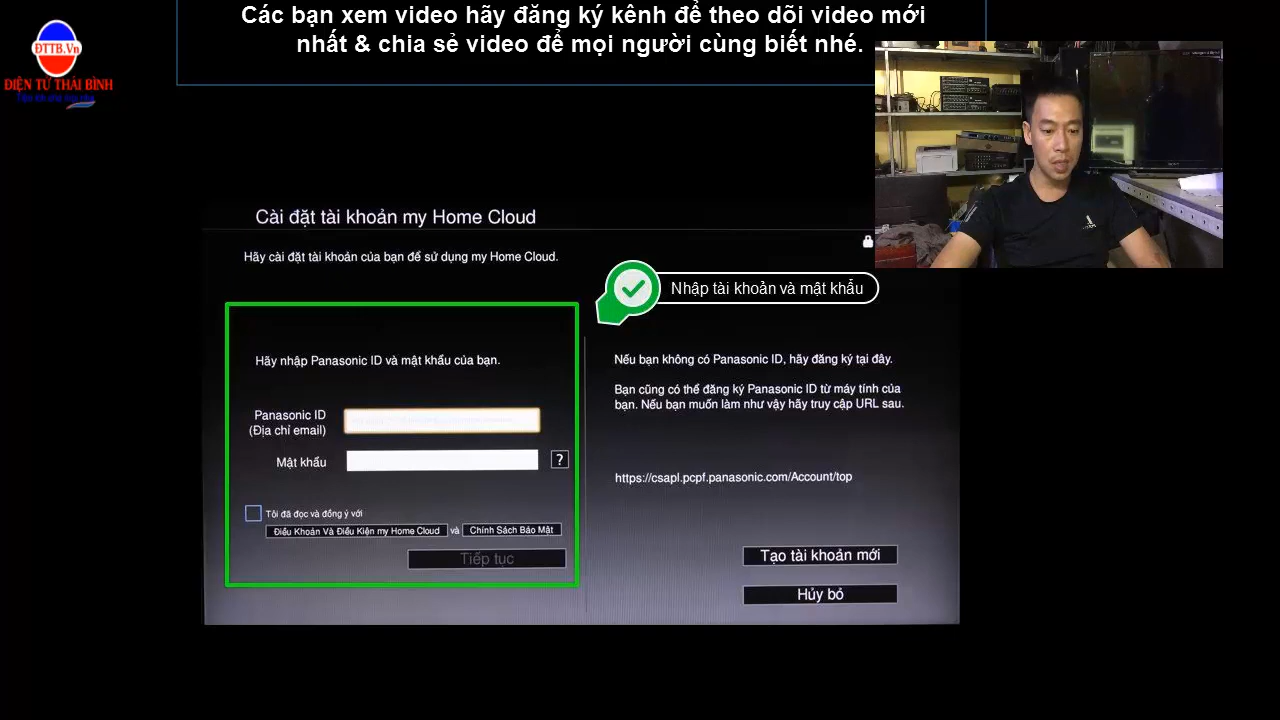 Các bạn xem video hãy đăng ký kênh để theo dõi video mới
nhất & chia sẻ video để mọi người cùng biết nhé.
ĐTTB.Vn
ĐIỆN TỬ THÁI BÌNH
Cài đặt tài khoản my Home Cloud
Hãy cài đặt tài khoản của bạn để sử dụng my Home Cloud.
Nhập tài khoản và mật khẩu
Hãy nhập Panasonic ID và mật khẩu của bạn.
Panasonic ID
(Địa chỉ email)
Mật khẩu
?
Tôi đã đọc và đồng ý với
Điều Khoản Và Điều Kiện my Home Cloud và Chính Sách Bảo Mật
Tiếp tục
Nếu bạn không có Panasonic ID, hãy đăng ký tại đây.
Bạn cũng có thể đăng ký Panasonic ID từ máy tính của
bạn. Nếu bạn muốn làm như vậy hãy truy cập URL sau.
https://csapl.pcpf.panasonic.com/Account/top
Tạo tài khoản mới
Hủy bỏ